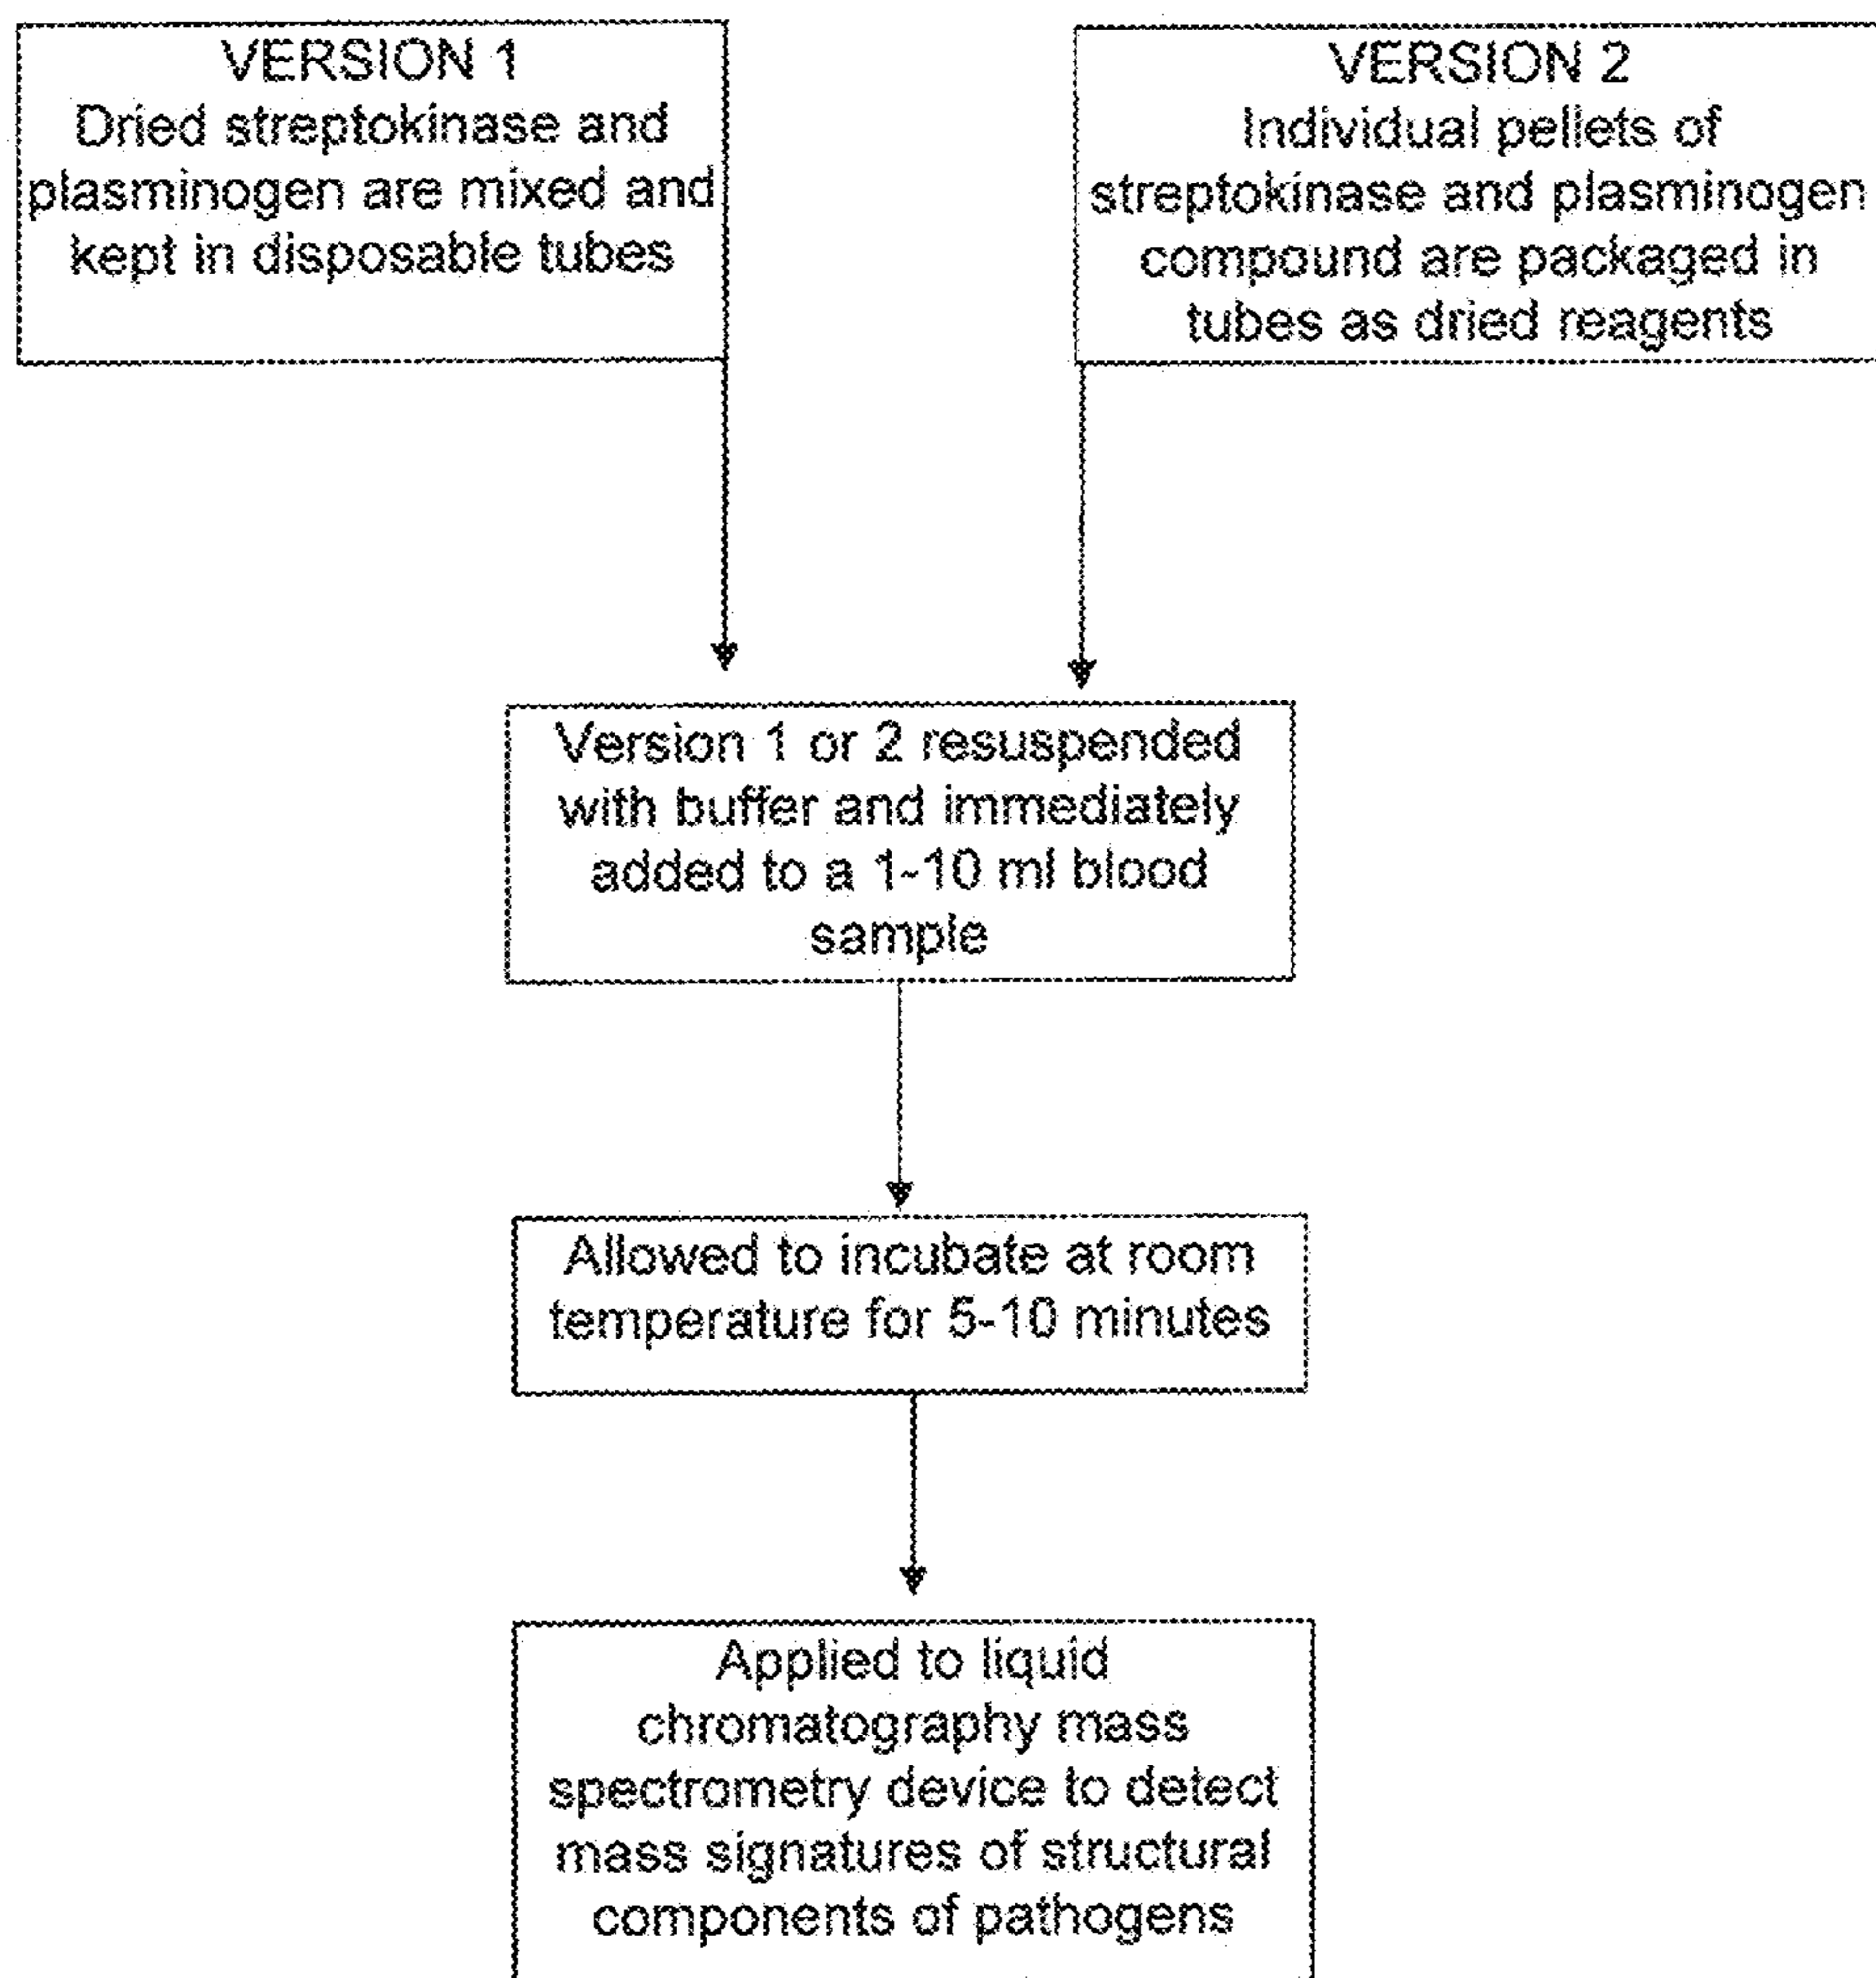 VERSION 1
Dried streptokinase and
plasminogen are mixed and
kept in disposable tubes
VERSION 2
Individual pellets of
streptokinase and plasminogen
compound are packaged in
tubes as dried reagents
Version 1 or 2 resuspended
with buffer and immediately
added to a 1-10 ml blood
sample
Allowed to incubate at room
temperature for 5-10 minutes
Applied to liquid
chromatography mass
spectrometry device to detect
mass signatures of structural
components of pathogens